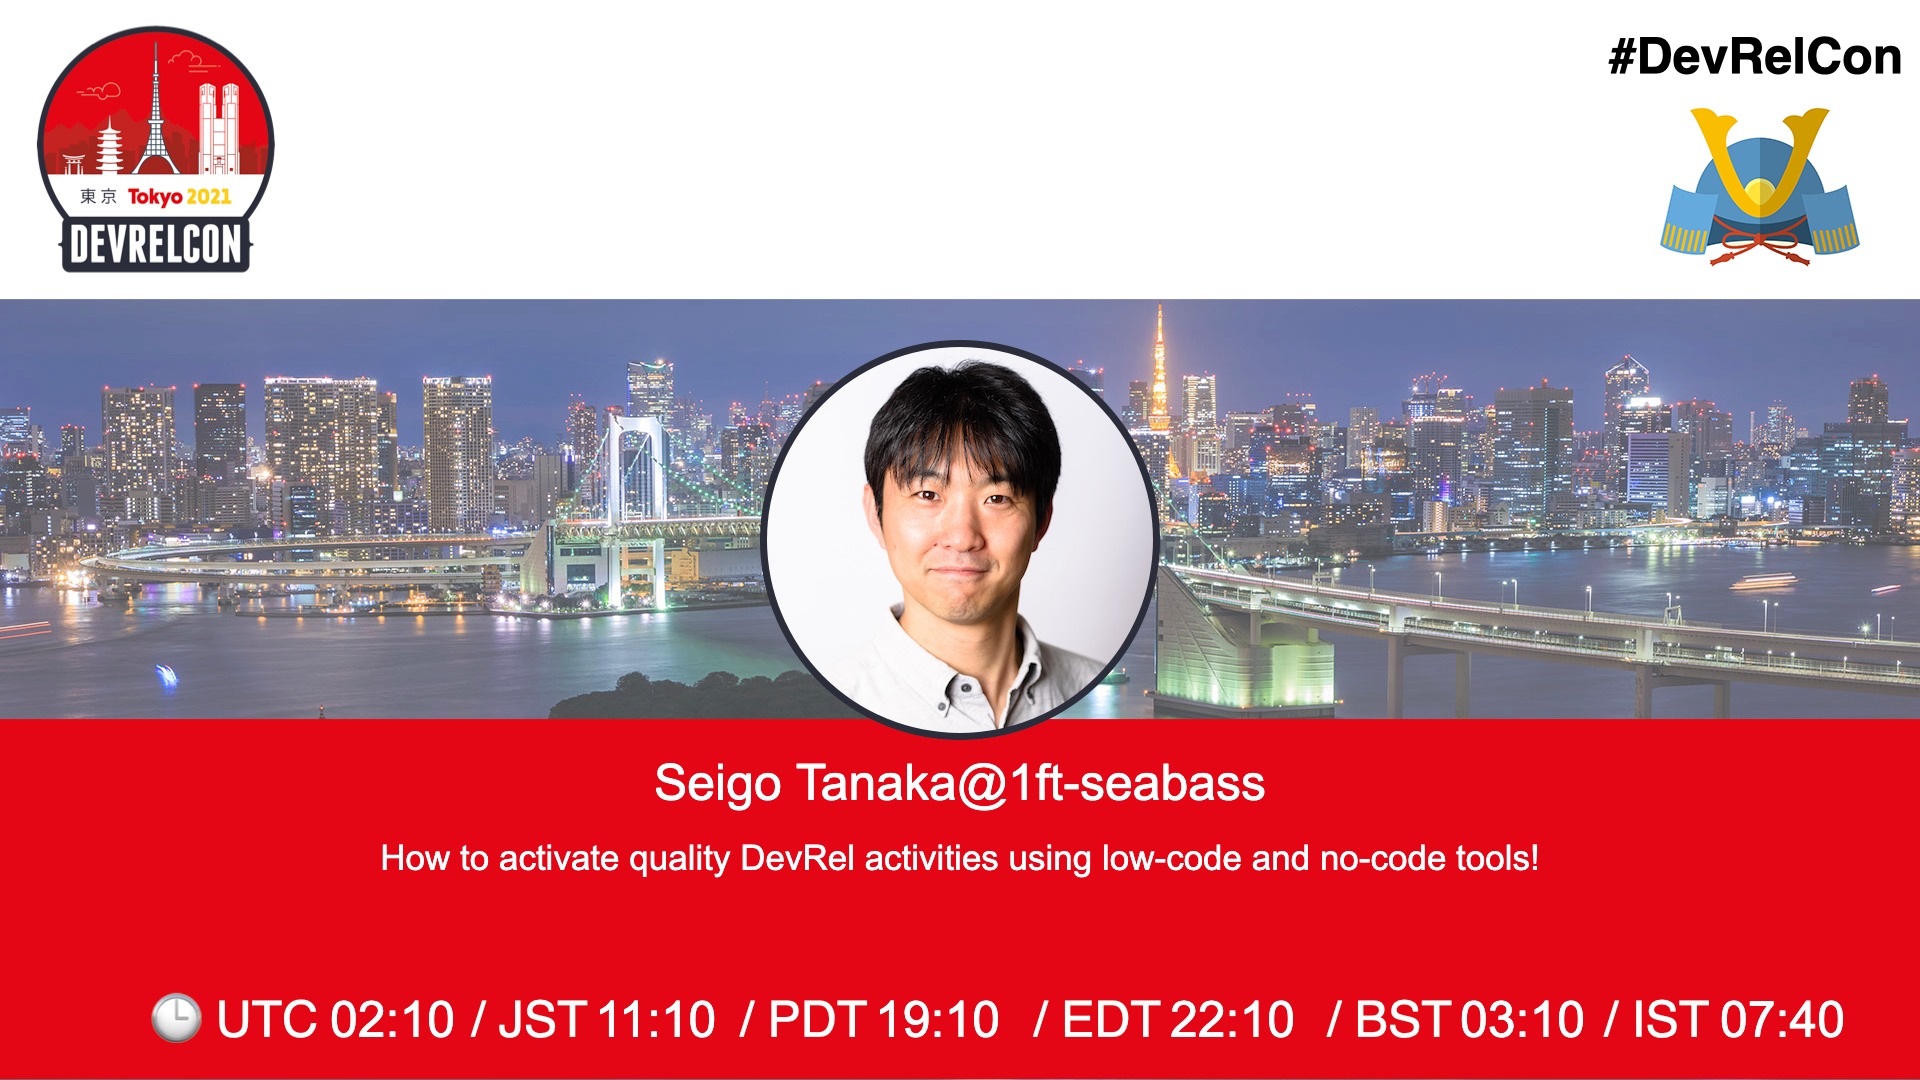 #DevRelCon
東京 Tokyo 2021
DEVRELCON
Seigo Tanaka@1ft-seabass
How to activate quality DevRel activities using low-code and no-code tools!
UTC 02:10 / JST 11:10 / PDT 19:10 / EDT 22:10 / BST 03:10 / IST 07:40